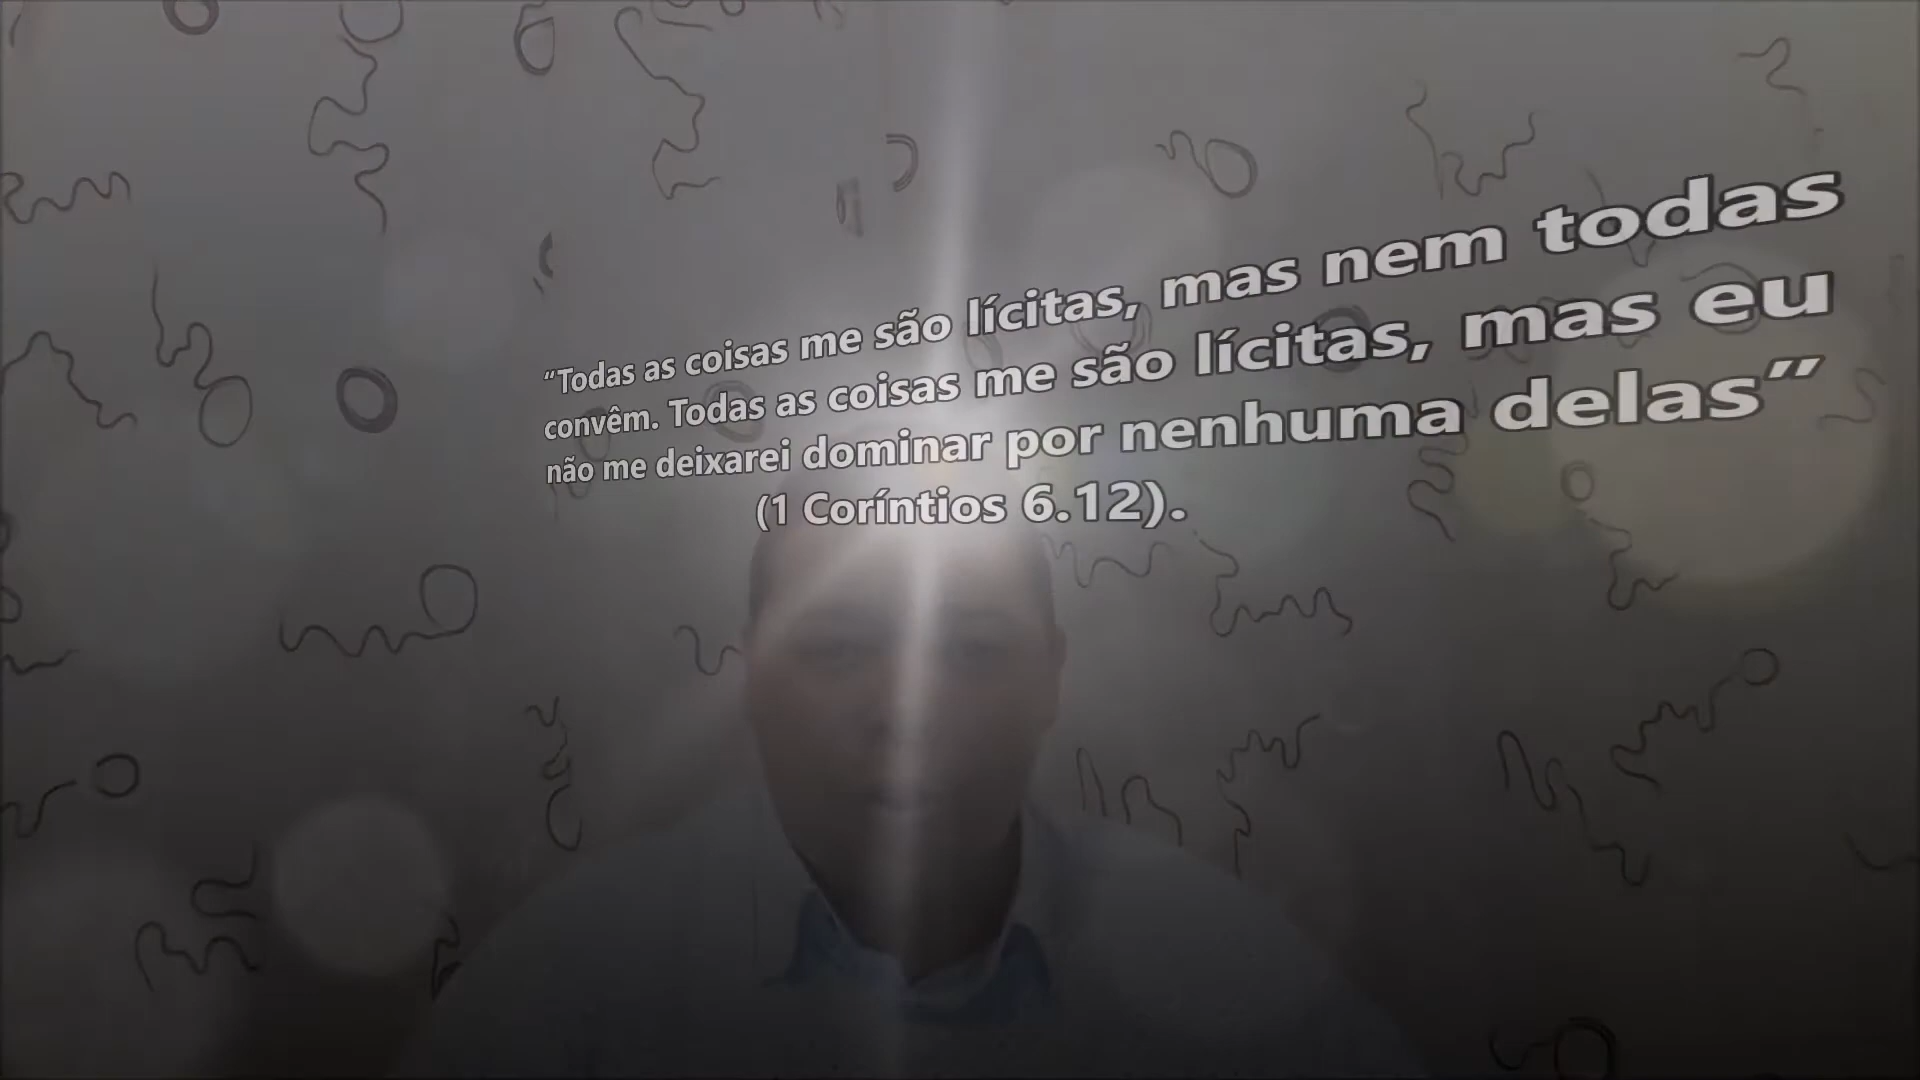 “Todas as coisas me são lícitas, mas nem todas
convêm. Todas as coisas me são lícitas, mas eu
não me deixarei dominar por nenhuma delas”
(1 Coríntios 6.12).